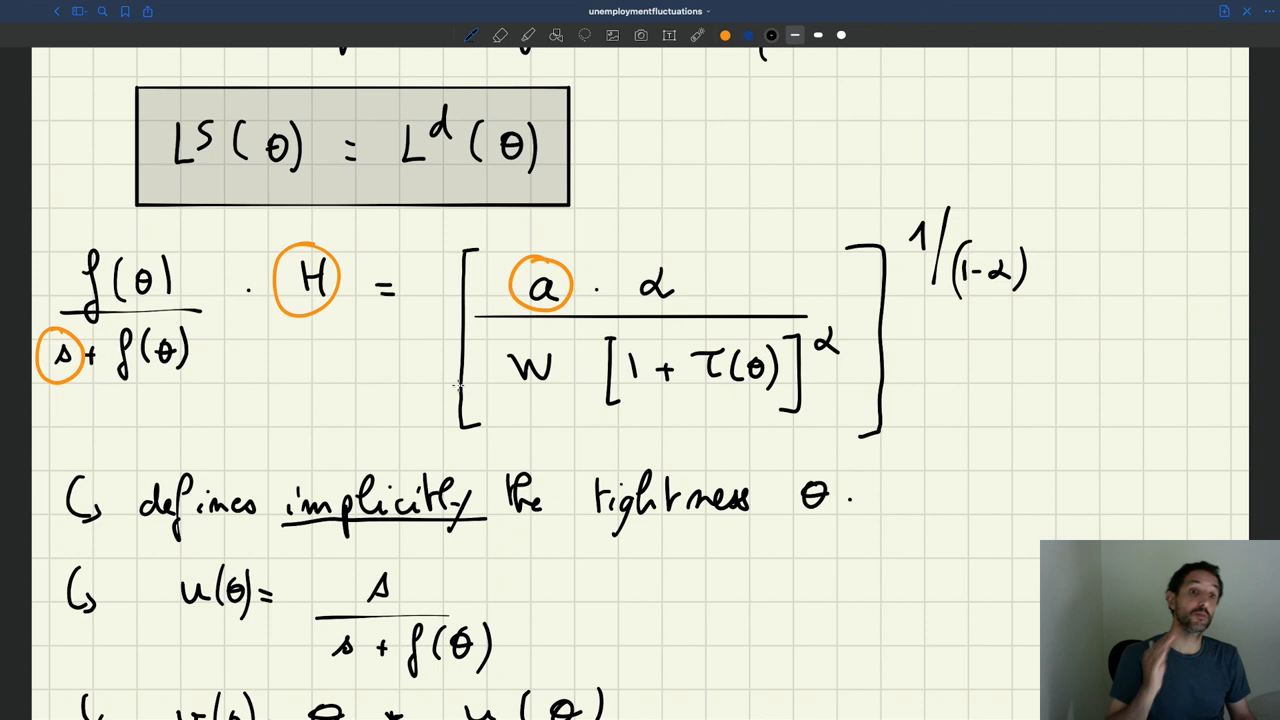 unemploymentfluctuations
L^S (θ) = L^d (θ)
f(θ) / (s + f(θ)) · H = [ a · α / (W [1 + τ(θ)]^α) ]^1/(1-α)
↳ defines implicitly the tightness θ.
↳ u(θ) = s / (s + f(θ))